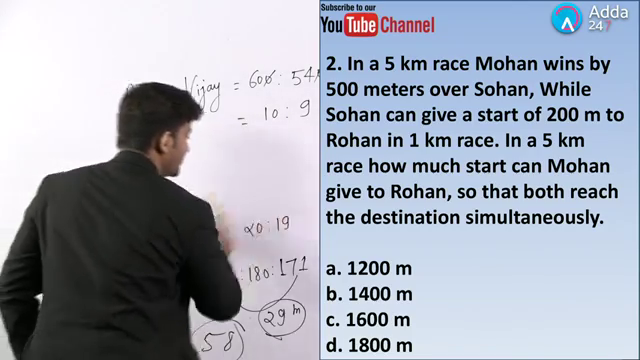 Subscribe to our
YouTube Channel
Adda
247
2. In a 5 km race Mohan wins by
500 meters over Sohan, While
Sohan can give a start of 200 m to
Rohan in 1 km race. In a 5 km
race how much start can Mohan
give to Rohan, so that both reach
the destination simultaneously.
a. 1200 m
b. 1400 m
c. 1600 m
d. 1800 m
Vijay = 600 : 54
= 10 : 9
20 : 19
: 180 : 171
29 m
58